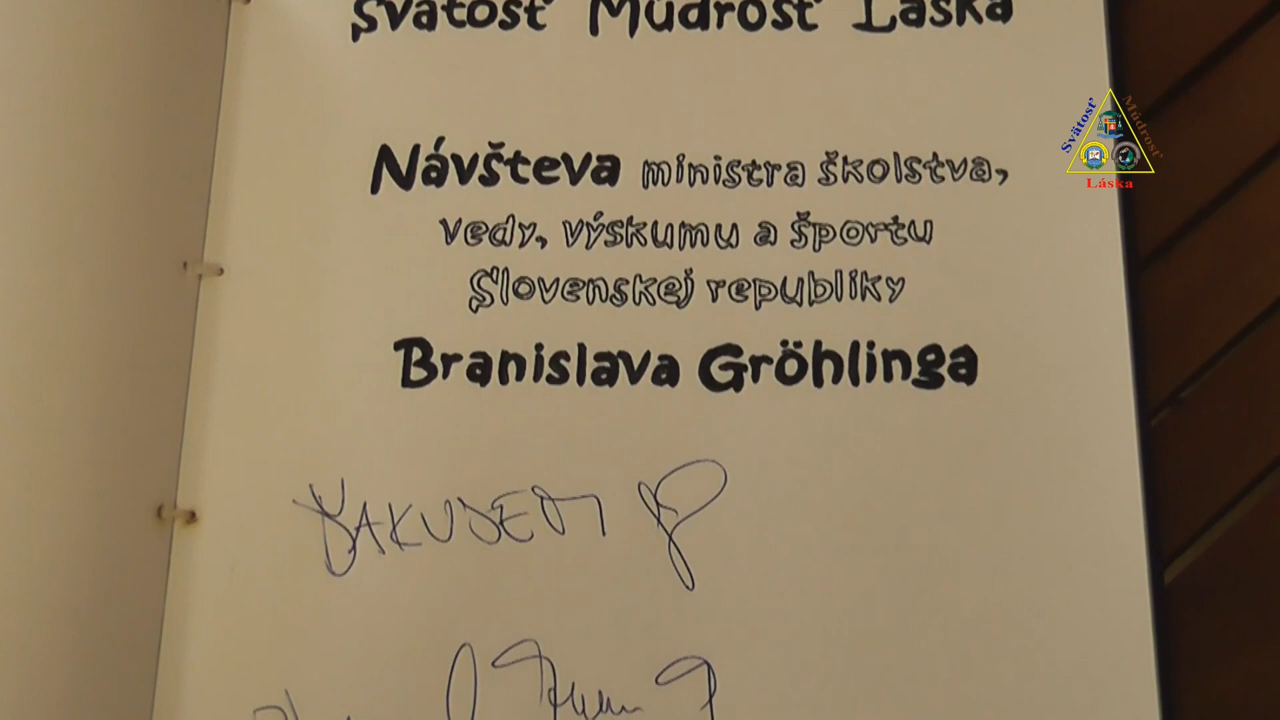 Svätosť Múdrosť Láska
Návšteva ministra školstva,
vedy, výskumu a športu
Slovenskej republiky
Branislava Gröhlinga
ĎAKUJEM
Svätosť
Múdrosť
Láska